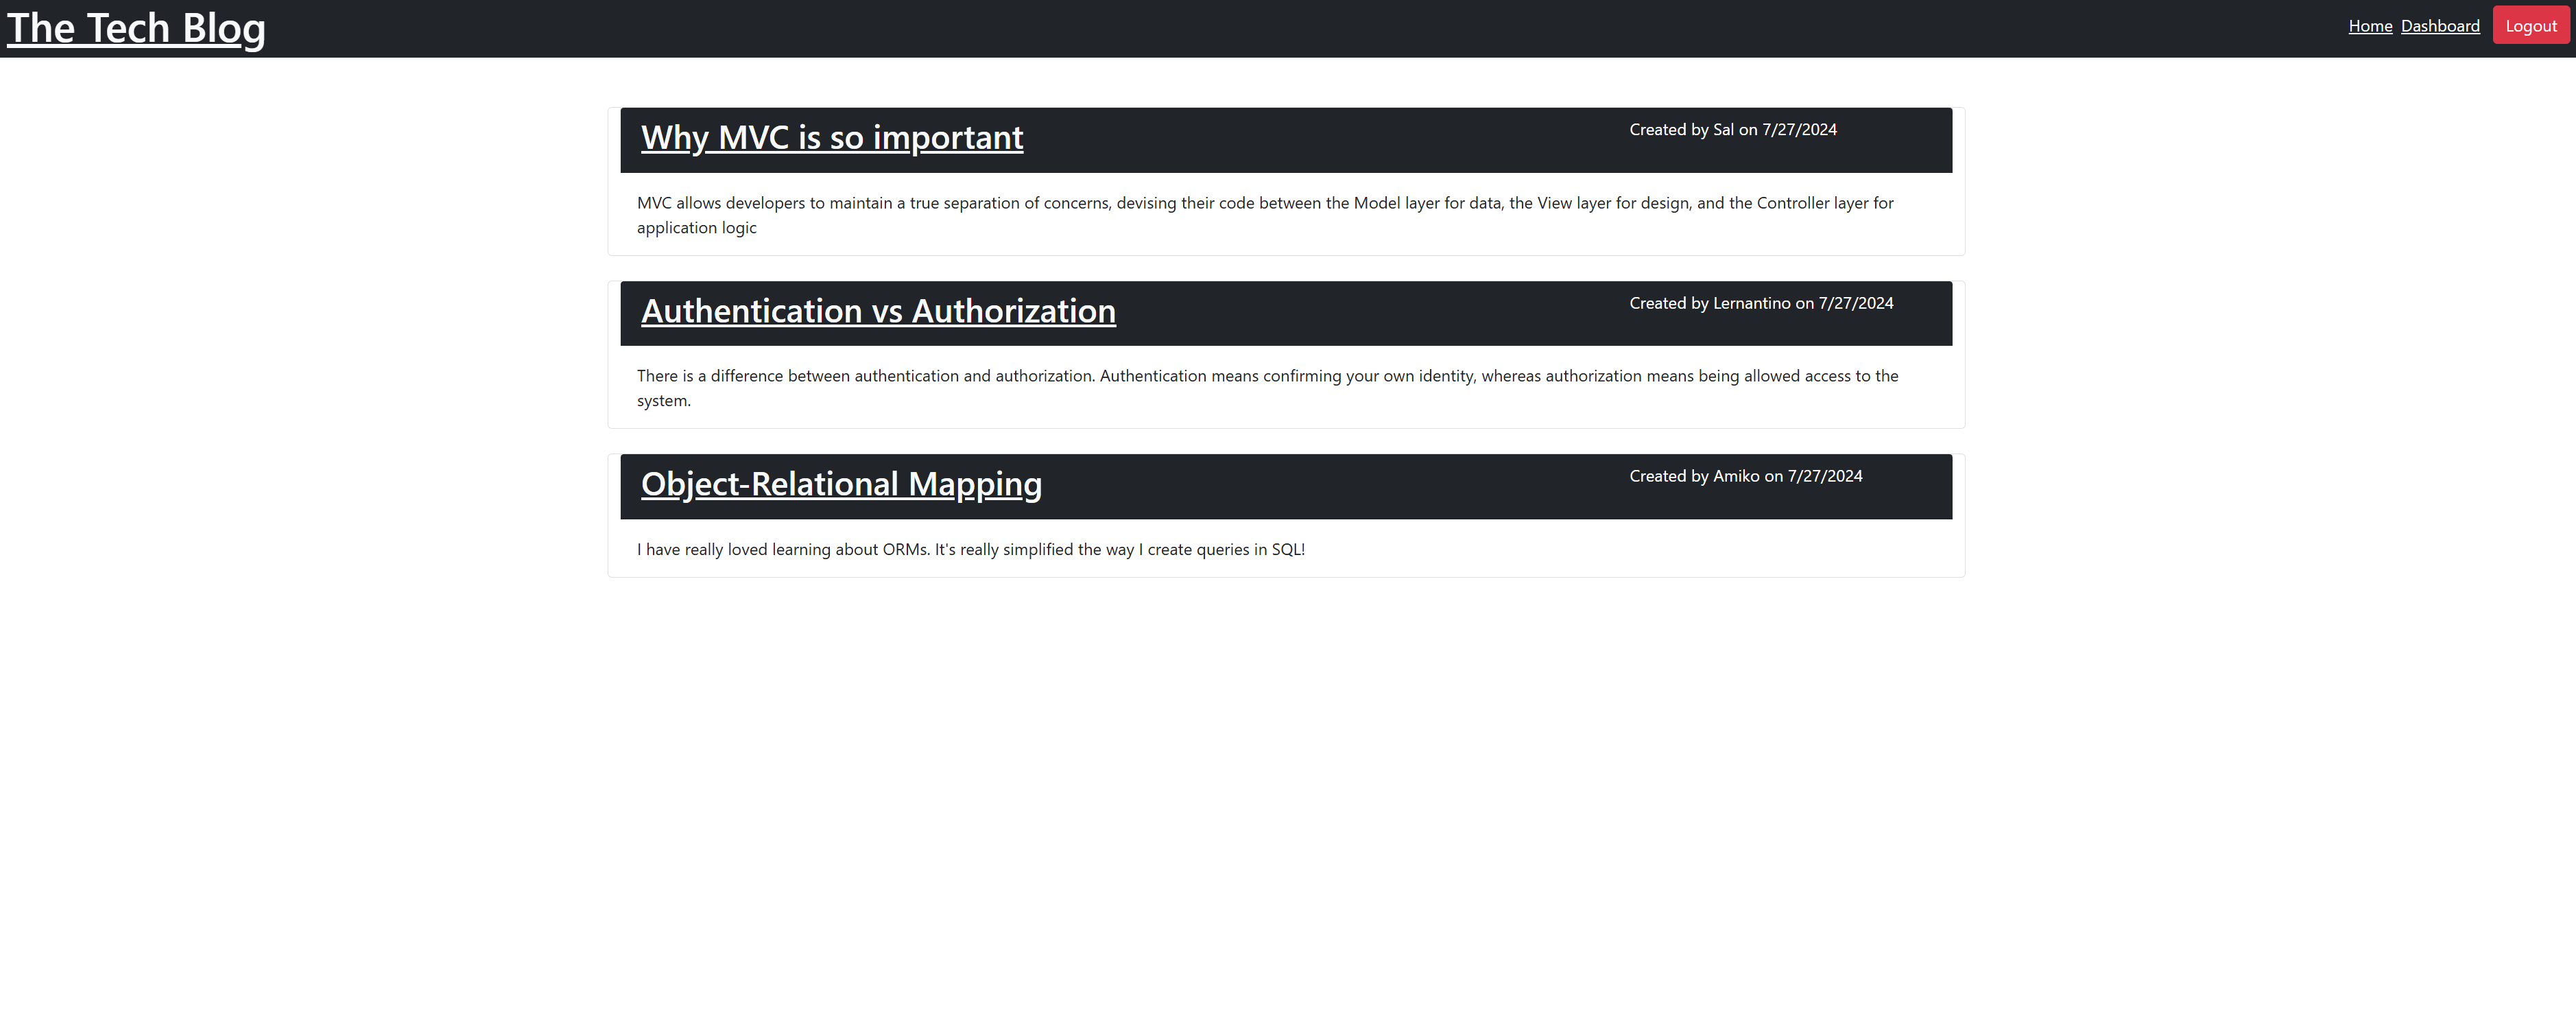 The Tech Blog
Home Dashboard Logout
Why MVC is so important
Created by Sal on 7/27/2024
MVC allows developers to maintain a true separation of concerns, devising their code between the Model layer for data, the View layer for design, and the Controller layer for
application logic
Authentication vs Authorization
Created by Lernantino on 7/27/2024
There is a difference between authentication and authorization. Authentication means confirming your own identity, whereas authorization means being allowed access to the
system.
Object-Relational Mapping
Created by Amiko on 7/27/2024
I have really loved learning about ORMs. It's really simplified the way I create queries in SQL!